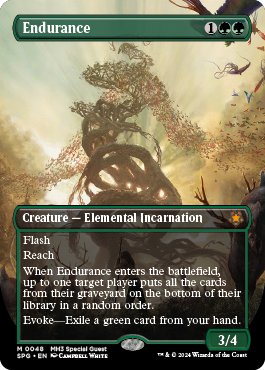 Endurance
1
Creature — Elemental Incarnation
Flash
Reach
When Endurance enters the battlefield,
up to one target player puts all the cards
from their graveyard on the bottom of their
library in a random order.
Evoke—Exile a green card from your hand.
3/4
M 0048 MH3 Special Guest
SPG • EN CAMPBELL WHITE
™ & © 2024 Wizards of the Coast